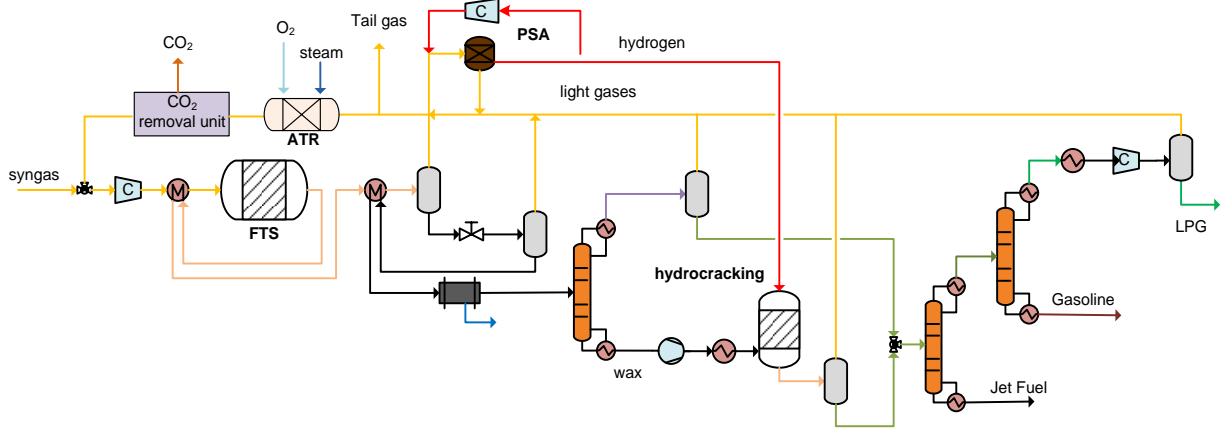 Tail gas
C
PSA
CO2
O2
steam
hydrogen
light gases
CO2
removal unit
ATR
syngas
C
M
FTS
M
C
LPG
hydrocracking
Gasoline
wax
Jet Fuel